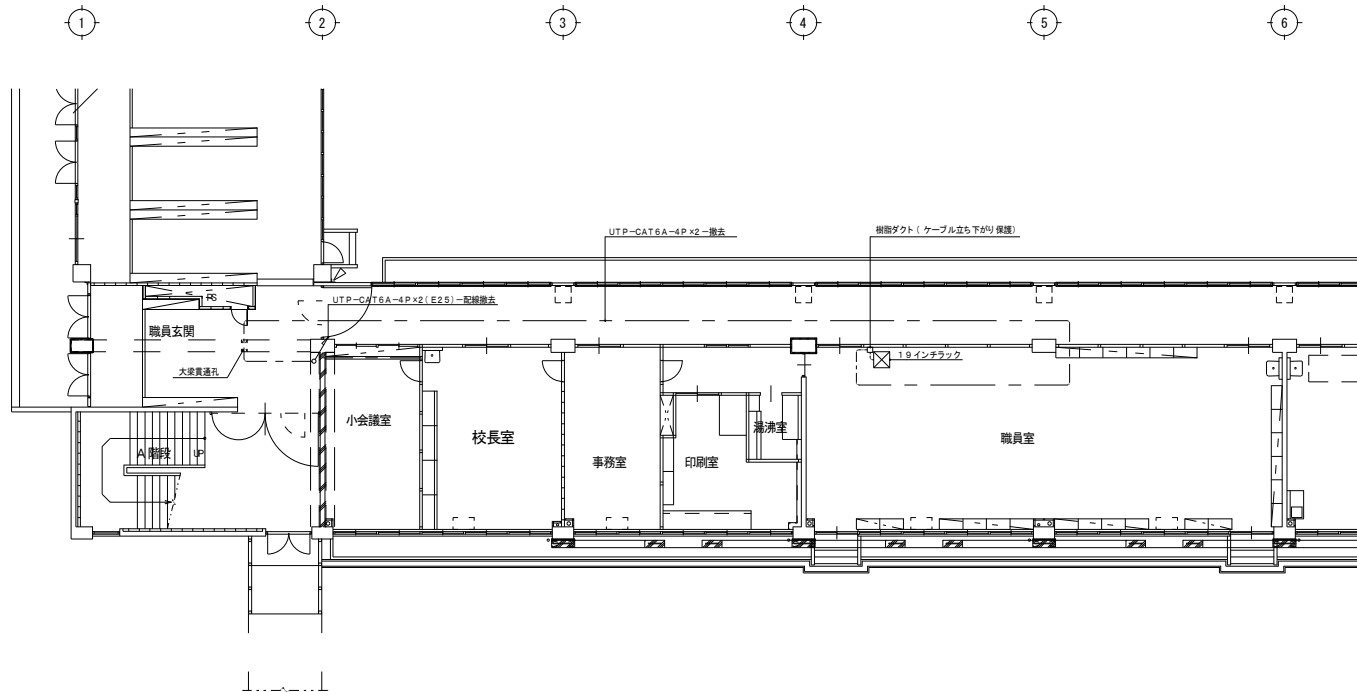 1
2
3
4
5
6
UTP-CAT6A-4P×2-撤去
樹脂ダクト(ケーブル立ち下がり保護)
PS
UTP-CAT6A-4P×2(E25)-配線撤去
職員玄関
19インチラック
大梁貫通孔
小会議室
校長室
湯沸室
職員室
A階段
UP
事務室
印刷室